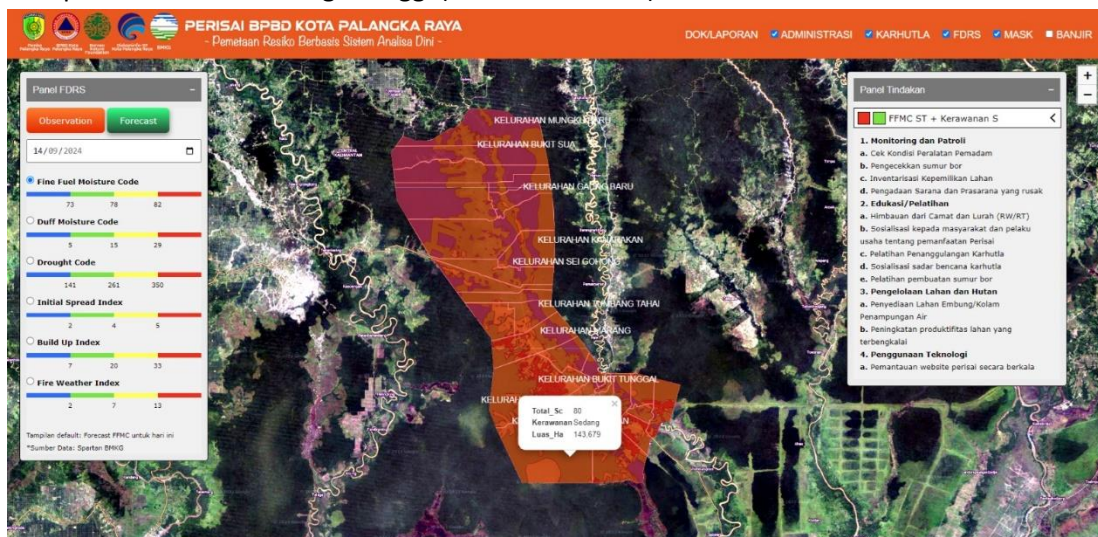 PERISAI BPBD KOTA PALANGKA RAYA
- Pemetaan Resiko Berbasis Sistem Analisa Dini -
BMKG
DOK/LAPORAN ADMINISTRASI KARHUTLA FDRS MASK BANJIR
Panel FDRS −
Observation Forecast
14/09/2024
Fine Fuel Moisture Code
73 78 82
Duff Moisture Code
5 15 29
Drought Code
141 261 350
Initial Spread Index
2 4 5
Build Up Index
7 20 33
Fire Weather Index
2 7 13
Tampilan default: Forecast FFMC untuk hari ini
*Sumber Data: Spartan BMKG
KELURAHAN MUNGKU BARU
KELURAHAN BUKIT SUA
KELURAHAN GAUNG BARU
KELURAHAN KANARAKAN
KELURAHAN SEI GOHONG
KELURAHAN TUMBANG TAHAI
KELURAHAN MARANG
KELURAHAN BUKIT TUNGGAL
KELURAH
×
Total_Sc 80
Kerawanan Sedang
Luas_Ha 143.679
Panel Tindakan −
FFMC ST + Kerawanan S
1. Monitoring dan Patroli
a. Cek Kondisi Peralatan Pemadam
b. Pengecekkan sumur bor
c. Inventarisasi Kepemilikan Lahan
d. Pengadaan Sarana dan Prasarana yang rusak
2. Edukasi/Pelatihan
a. Himbauan dari Camat dan Lurah (RW/RT)
b. Sosialisasi kepada masyarakat dan pelaku
usaha tentang pemanfaatan Perisai
c. Pelatihan Penanggulangan Karhutla
d. Sosialisasi sadar bencana karhutla
e. Pelatihan pembuatan sumur bor
3. Pengelolaan Lahan dan Hutan
a. Penyediaan Lahan Embung/Kolam
Penampungan Air
b. Peningkatan produktifitas lahan yang
terbengkalai
4. Penggunaan Teknologi
a. Pemantauan website perisai secara berkala
+
−